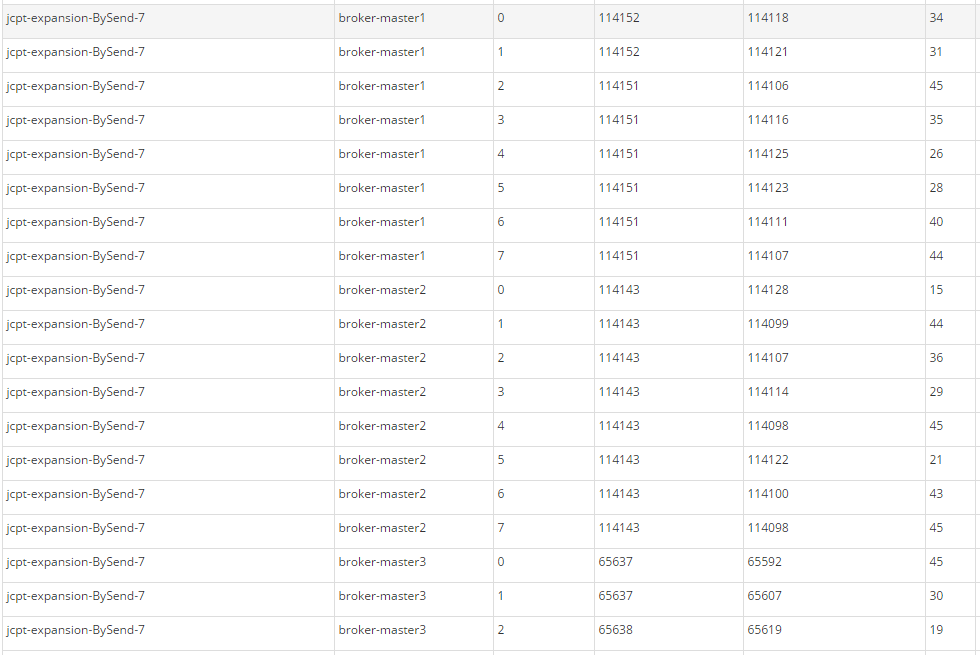 jcpt-expansion-BySend-7 broker-master1 0 114152 114118 34
jcpt-expansion-BySend-7 broker-master1 1 114152 114121 31
jcpt-expansion-BySend-7 broker-master1 2 114151 114106 45
jcpt-expansion-BySend-7 broker-master1 3 114151 114116 35
jcpt-expansion-BySend-7 broker-master1 4 114151 114125 26
jcpt-expansion-BySend-7 broker-master1 5 114151 114123 28
jcpt-expansion-BySend-7 broker-master1 6 114151 114111 40
jcpt-expansion-BySend-7 broker-master1 7 114151 114107 44
jcpt-expansion-BySend-7 broker-master2 0 114143 114128 15
jcpt-expansion-BySend-7 broker-master2 1 114143 114099 44
jcpt-expansion-BySend-7 broker-master2 2 114143 114107 36
jcpt-expansion-BySend-7 broker-master2 3 114143 114114 29
jcpt-expansion-BySend-7 broker-master2 4 114143 114098 45
jcpt-expansion-BySend-7 broker-master2 5 114143 114122 21
jcpt-expansion-BySend-7 broker-master2 6 114143 114100 43
jcpt-expansion-BySend-7 broker-master2 7 114143 114098 45
jcpt-expansion-BySend-7 broker-master3 0 65637 65592 45
jcpt-expansion-BySend-7 broker-master3 1 65637 65607 30
jcpt-expansion-BySend-7 broker-master3 2 65638 65619 19